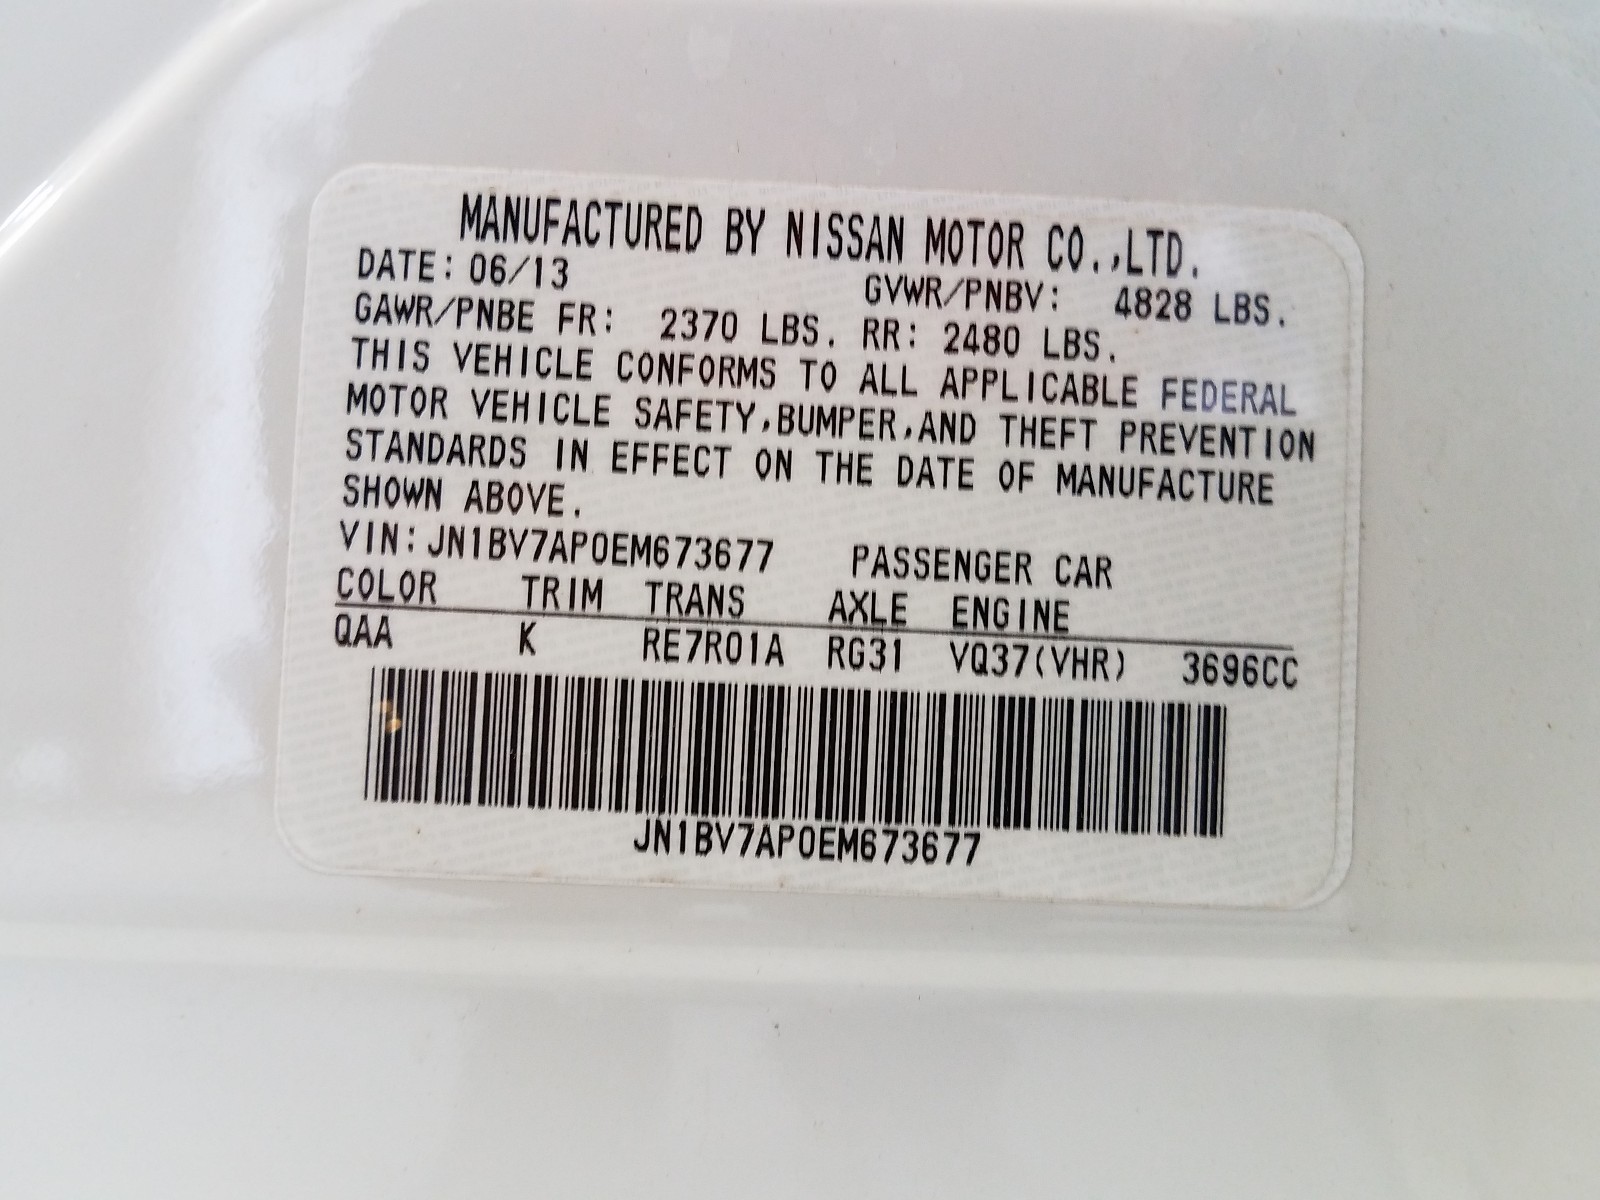 MANUFACTURED BY NISSAN MOTOR CO.,LTD.
DATE: 06/13 GVWR/PNBV: 4828 LBS.
GAWR/PNBE FR: 2370 LBS. RR: 2480 LBS.
THIS VEHICLE CONFORMS TO ALL APPLICABLE FEDERAL
MOTOR VEHICLE SAFETY,BUMPER,AND THEFT PREVENTION
STANDARDS IN EFFECT ON THE DATE OF MANUFACTURE
SHOWN ABOVE.
VIN: JN1BV7AP0EM673677 PASSENGER CAR
COLOR TRIM TRANS AXLE ENGINE
QAA K RE7R01A RG31 VQ37(VHR) 3696CC
JN1BV7AP0EM673677